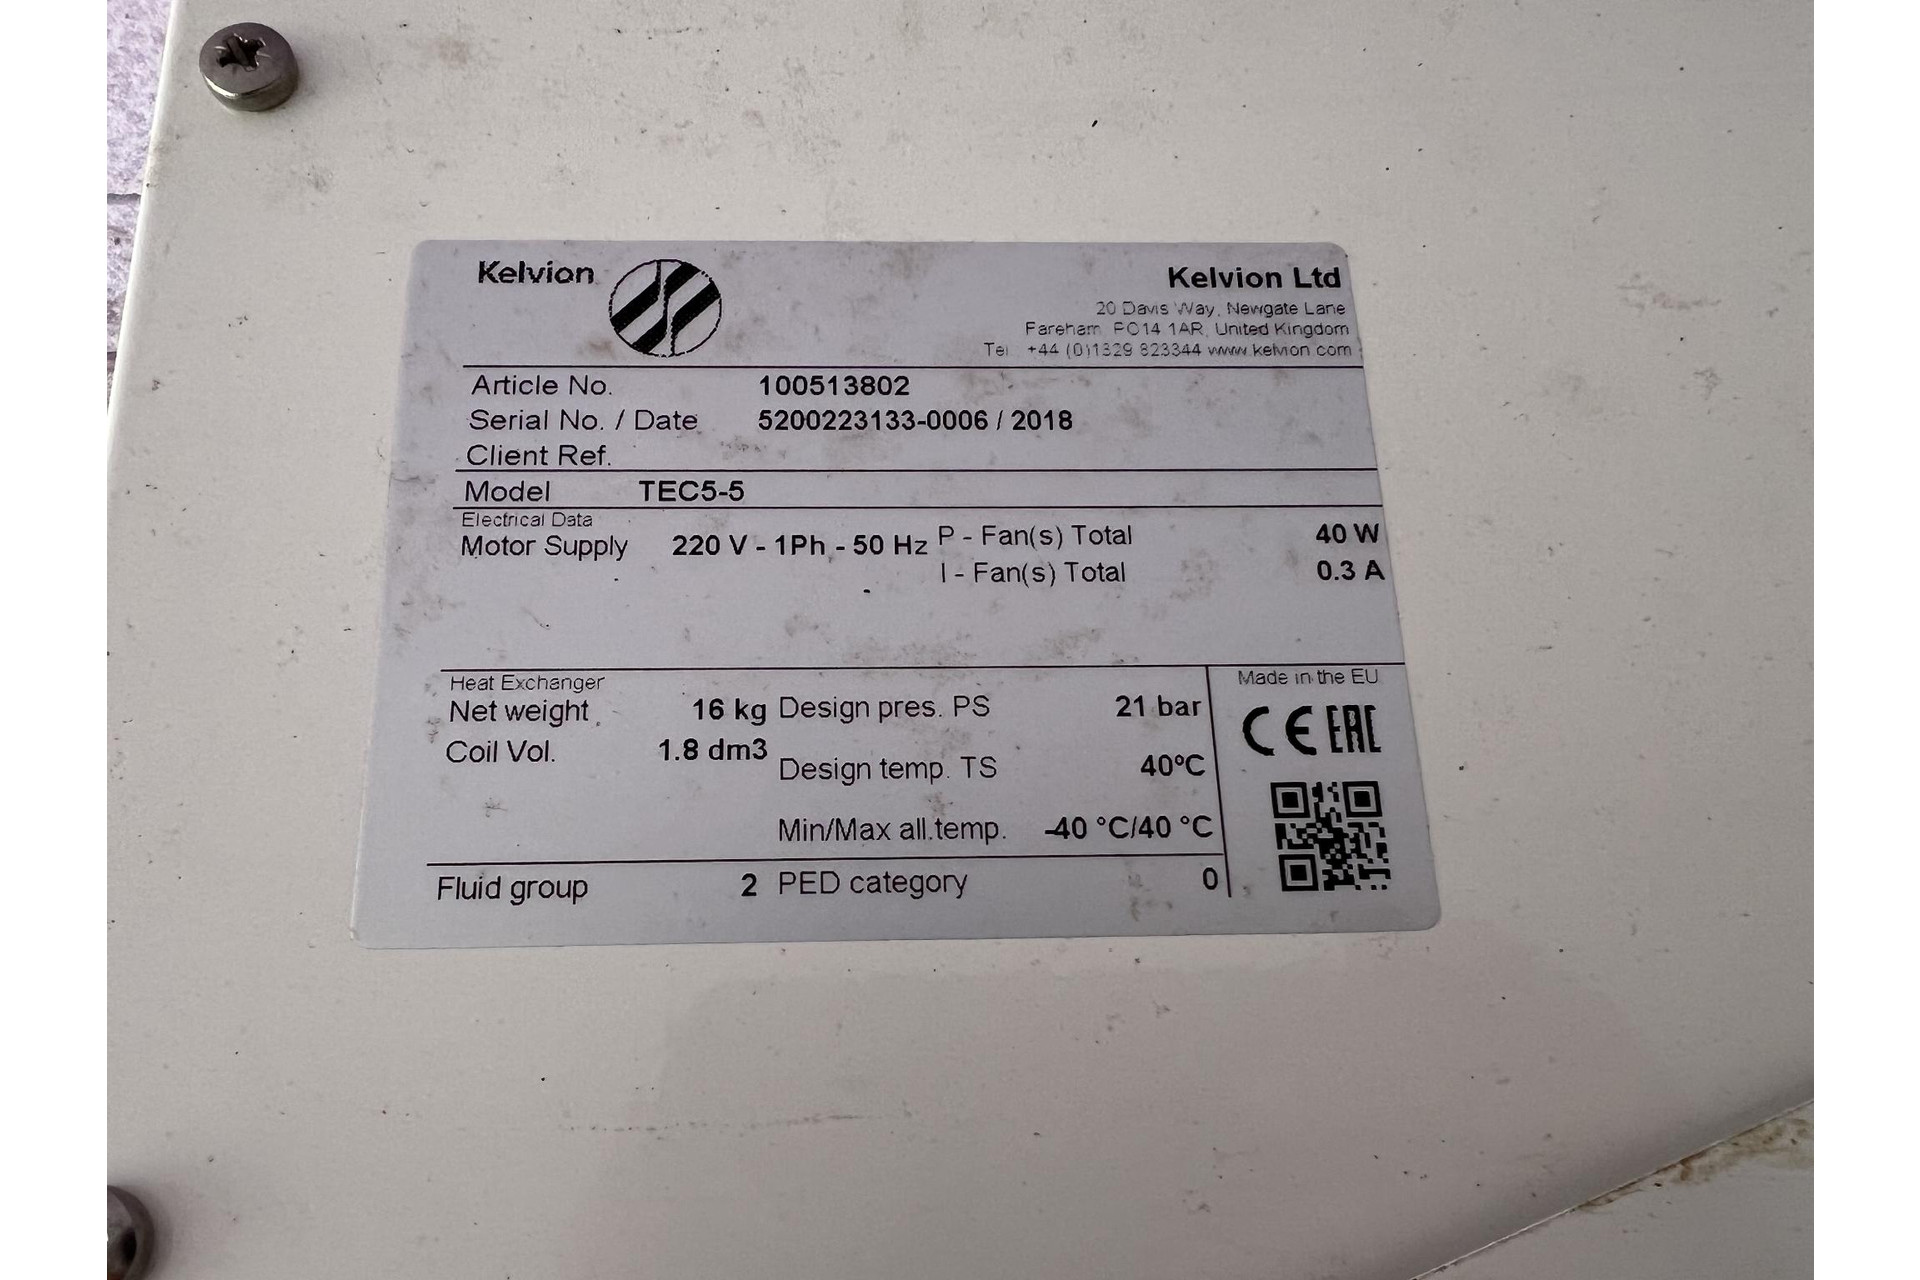 Kelvion
Kelvion Ltd
20 Davis Way, Newgate Lane
Fareham PO14 1AR, United Kingdom
Tel +44 (0)1329 823344 www.kelvion.com
Article No. 100513802
Serial No. / Date 5200223133-0006 / 2018
Client Ref.
Model TEC5-5
Electrical Data
Motor Supply 220 V - 1Ph - 50 Hz P - Fan(s) Total 40 W
I - Fan(s) Total 0.3 A
Heat Exchanger
Net weight 16 kg Design pres. PS 21 bar
Coil Vol. 1.8 dm3
Design temp. TS 40°C
Min/Max all.temp. -40 °C/40 °C
Made in the EU
CE EAC
Fluid group 2 PED category 0